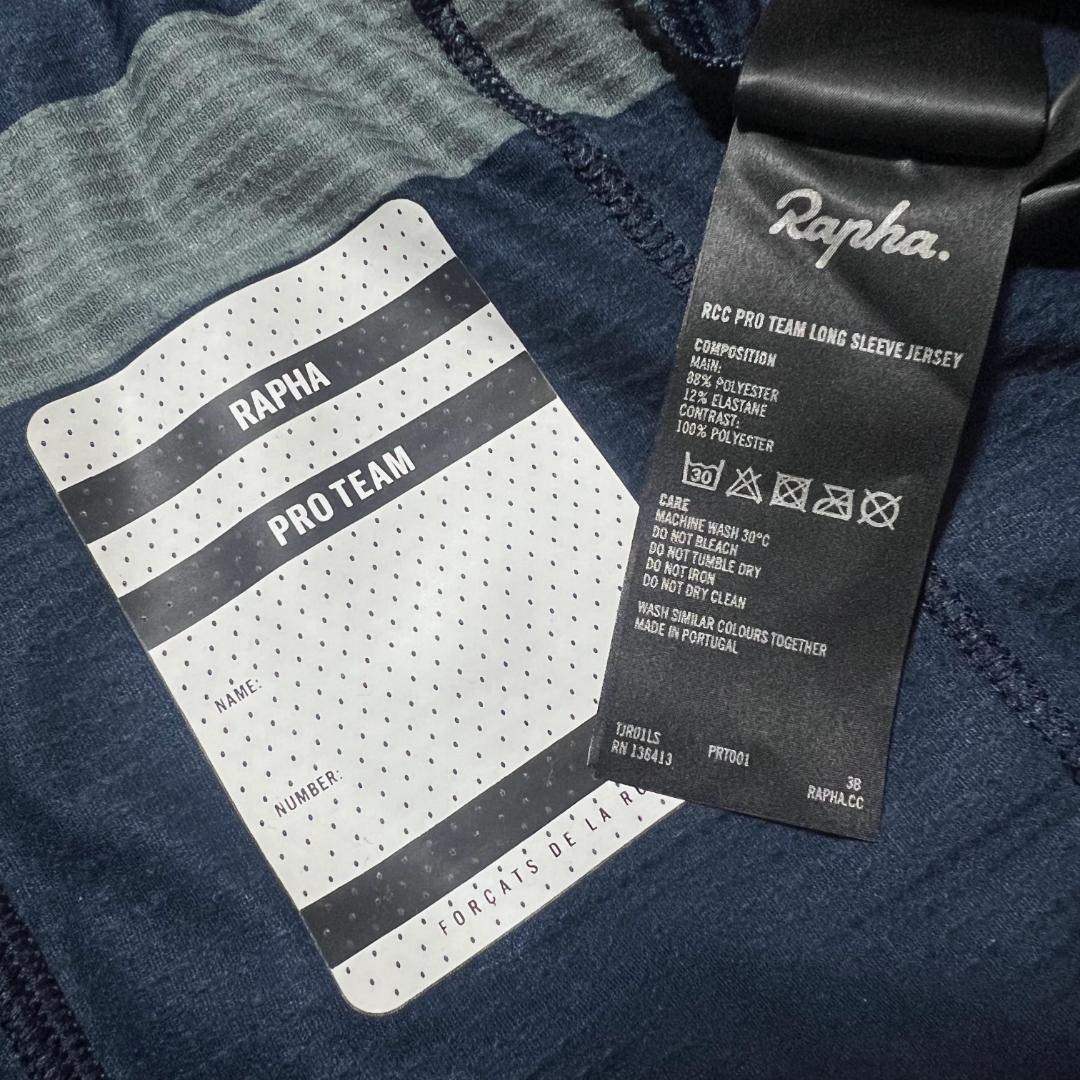 RAPHA
PRO TEAM
NAME:
NUMBER:
FORÇATS DE LA
Rapha.
RCC PRO TEAM LONG SLEEVE JERSEY
COMPOSITION
MAIN:
88% POLYESTER
12% ELASTANE
CONTRAST:
100% POLYESTER
30
CARE
MACHINE WASH 30°C
DO NOT BLEACH
DO NOT TUMBLE DRY
DO NOT IRON
DO NOT DRY CLEAN
WASH SIMILAR COLOURS TOGETHER
MADE IN PORTUGAL
TJR01LS
RN 136413 PRT001
38
RAPHA.CC